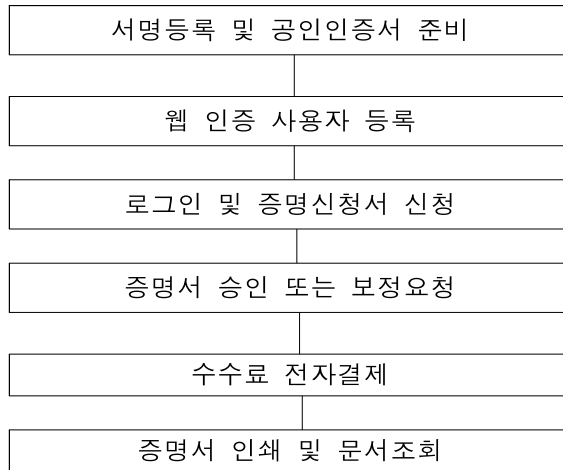 서명등록 및 공인인증서 준비
웹 인증 사용자 등록
로그인 및 증명신청서 신청
증명서 승인 또는 보정요청
수수료 전자결제
증명서 인쇄 및 문서조회